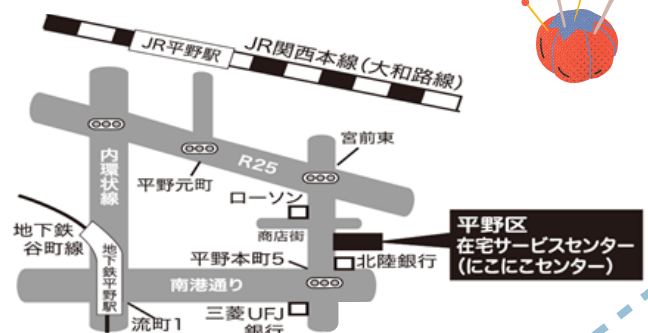 JR平野駅
JR関西本線(大和路線)
宮前東
R25
平野元町
内環状線
ローソン
商店街
地下鉄
谷町線
地下鉄平野駅
平野本町5
北陸銀行
平野区
在宅サービスセンター
(にこにこセンター)
南港通り
流町1
三菱UFJ
銀行